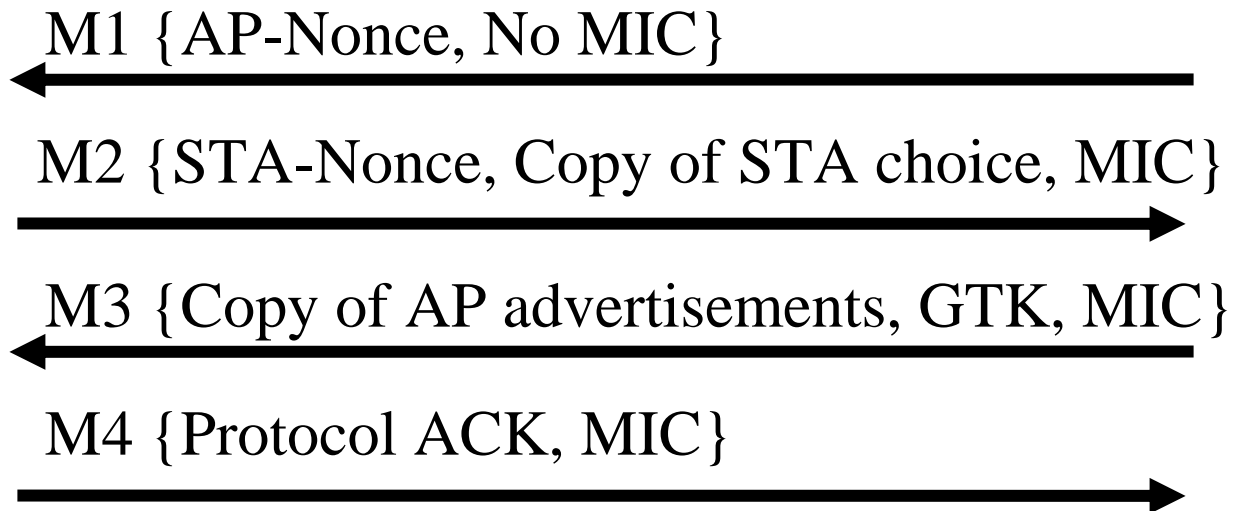 M1 {AP-Nonce, No MIC}
M2 {STA-Nonce, Copy of STA choice, MIC}
M3 {Copy of AP advertisements, GTK, MIC}
M4 {Protocol ACK, MIC}